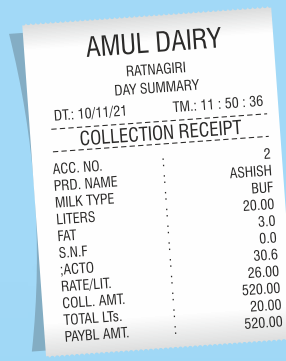 AMUL DAIRY
RATNAGIRI
DAY SUMMARY
DT.: 10/11/21 TM.: 11 : 50 : 36
COLLECTION RECEIPT
ACC. NO. : 2
PRD. NAME : ASHISH
MILK TYPE : BUF
LITERS : 20.00
FAT : 3.0
S.N.F : 0.0
;ACTO : 30.6
RATE/LIT. : 26.00
COLL. AMT. : 520.00
TOTAL LTs. : 20.00
PAYBL AMT. : 520.00